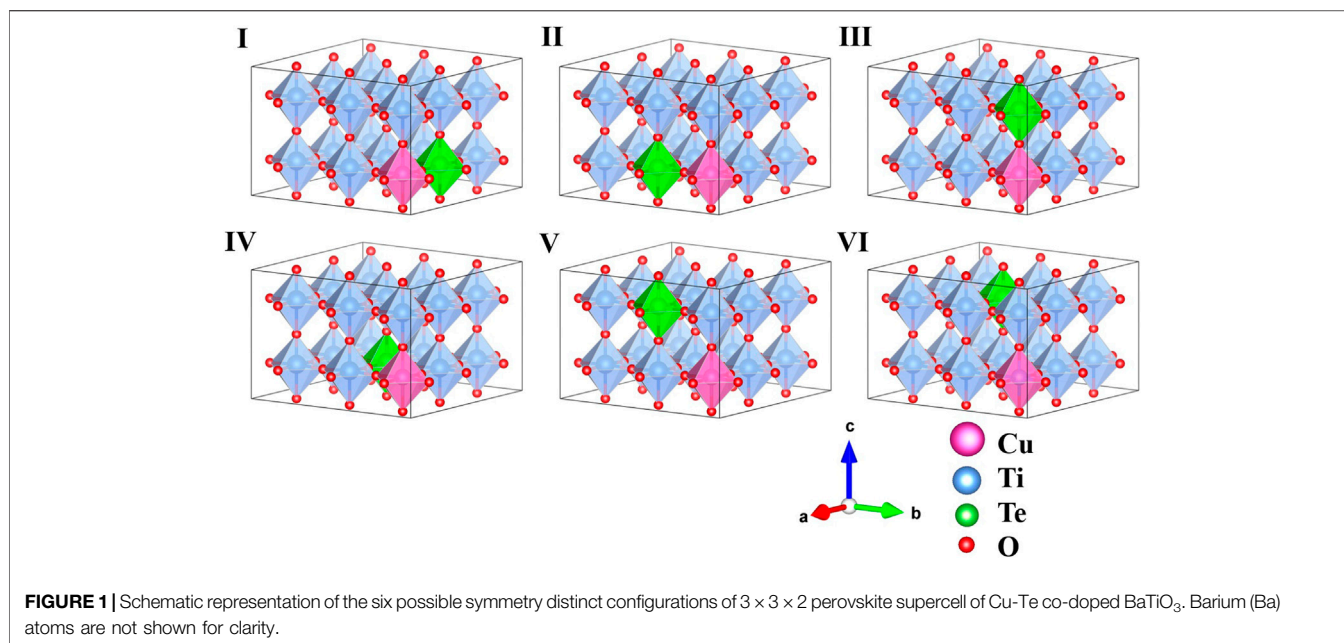 I
II
III
IV
V
VI
c
a
b
Cu
Ti
Te
O
FIGURE 1 | Schematic representation of the six possible symmetry distinct configurations of 3 × 3 × 2 perovskite supercell of Cu-Te co-doped BaTiO₃. Barium (Ba)
atoms are not shown for clarity.